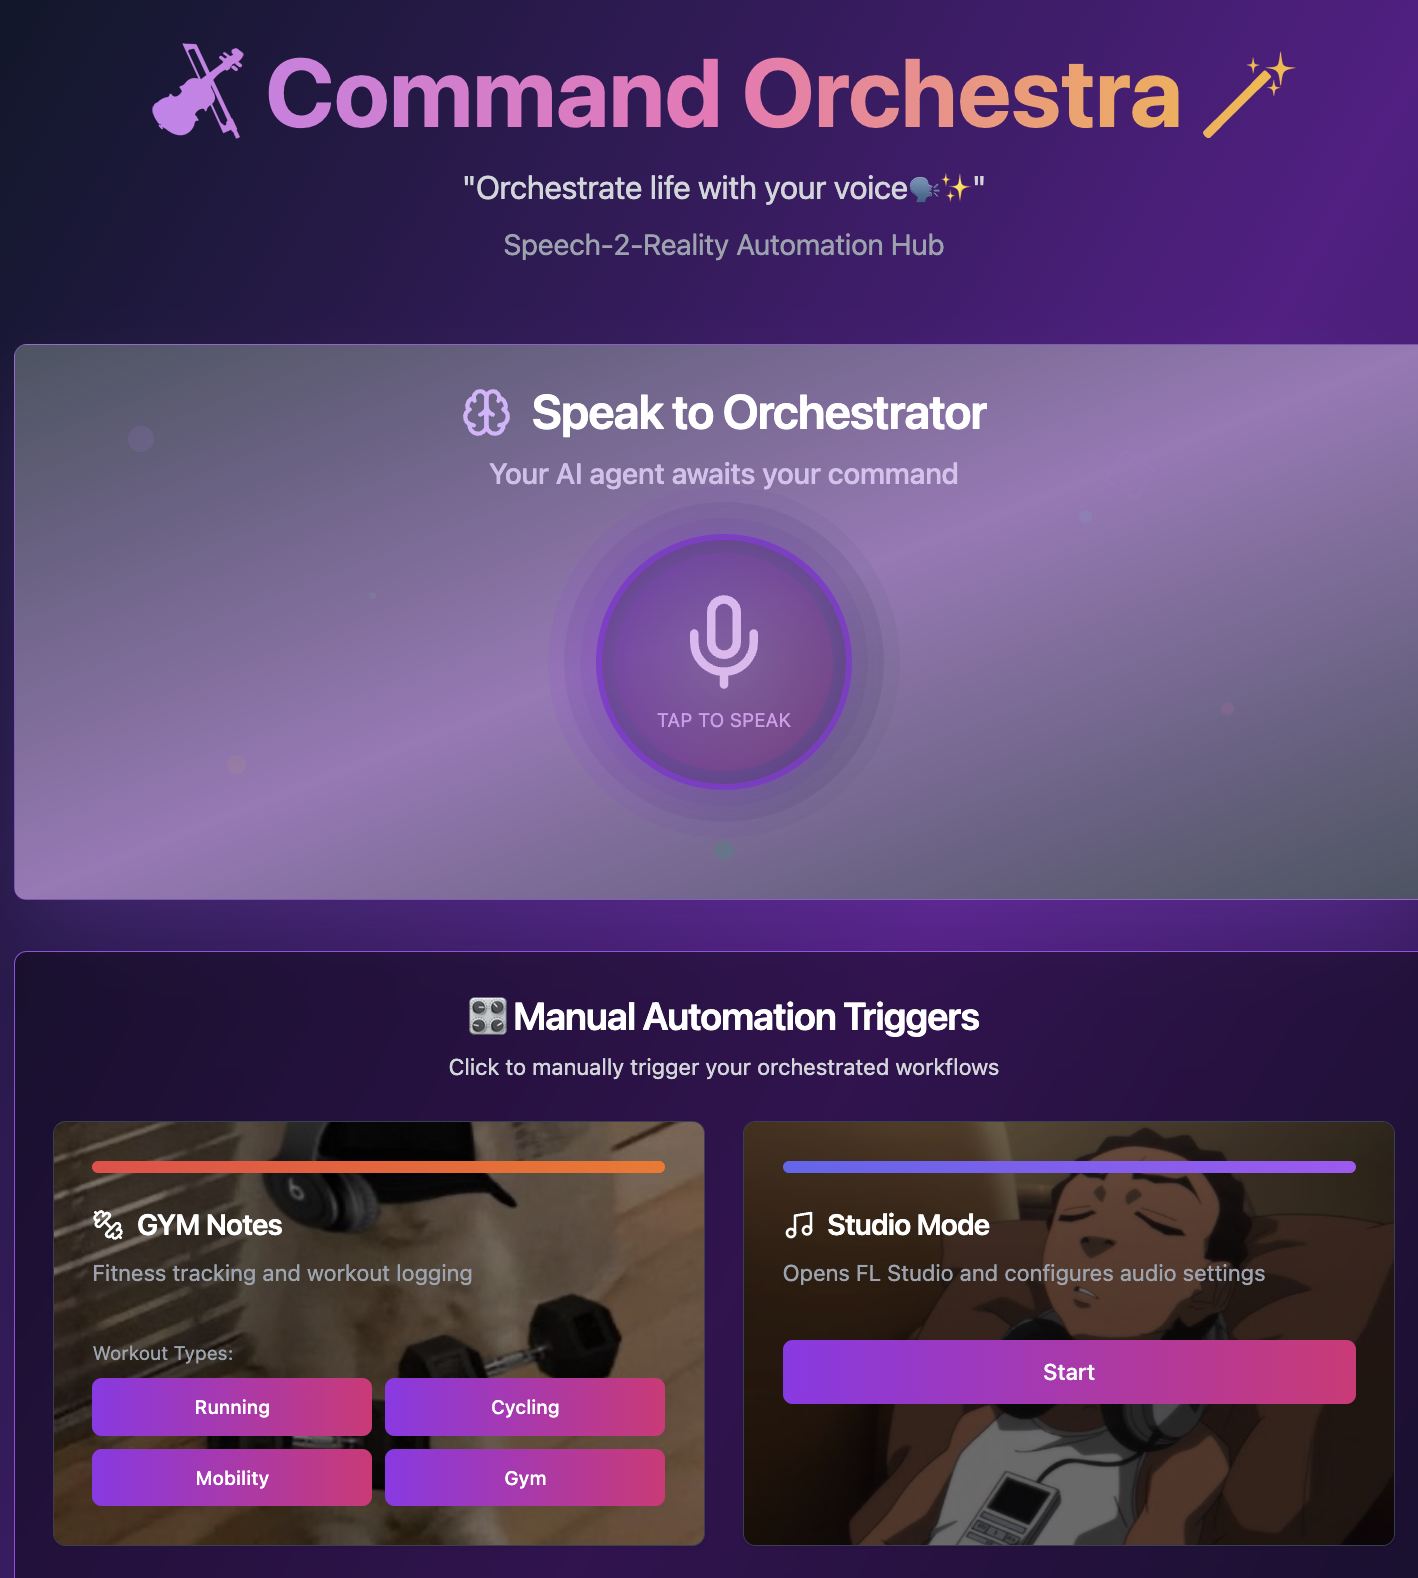 Command Orchestra
"Orchestrate life with your voice🗣️✨"
Speech-2-Reality Automation Hub
Speak to Orchestrator
Your AI agent awaits your command
TAP TO SPEAK
🎛️ Manual Automation Triggers
Click to manually trigger your orchestrated workflows
GYM Notes
Fitness tracking and workout logging
Workout Types:
Running
Cycling
Mobility
Gym
Studio Mode
Opens FL Studio and configures audio settings
Start